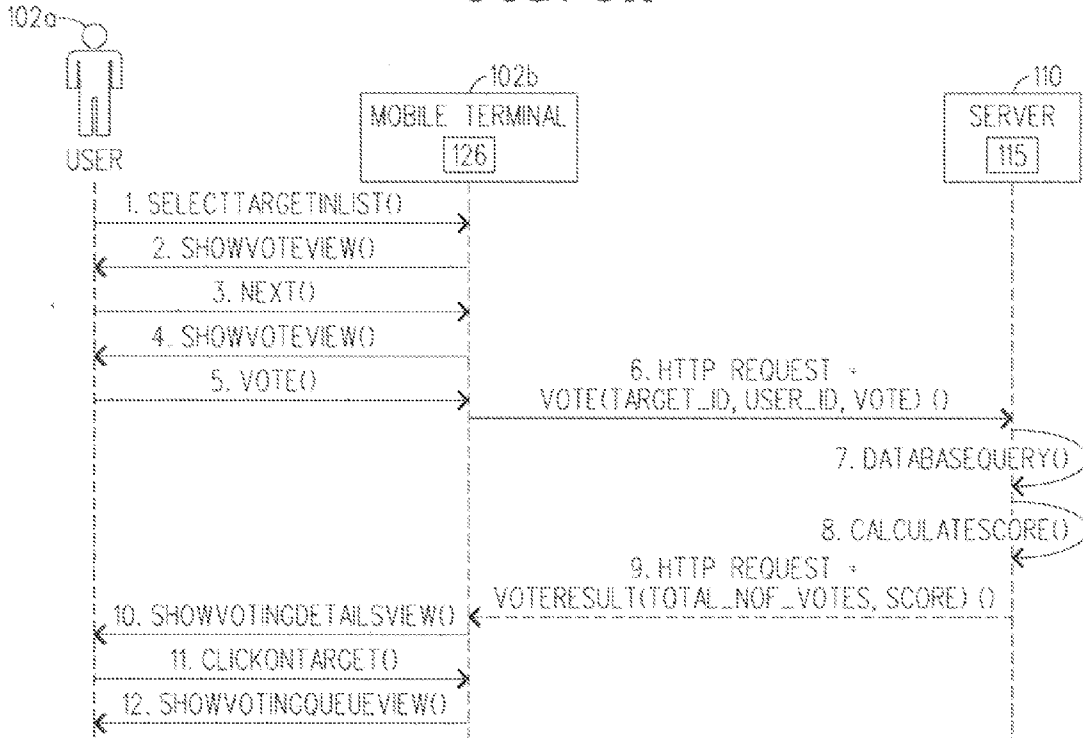 102a
102b
110
MOBILE TERMINAL
SERVER
126
115
USER
1. SELECTTARGETINLIST()
2. SHOWVOTEVIEW()
3. NEXT()
4. SHOWVOTEVIEW()
5. VOTE()
6. HTTP REQUEST -
VOTE(TARGET_ID, USER_ID, VOTE) ()
7. DATABASEQUERY()
8. CALCULATESCORE()
9. HTTP REQUEST -
VOTERESULT(TOTAL_NOF_VOTES, SCORE) ()
10. SHOWVOTINGDETAILSVIEW()
11. CLICKONTARGET()
12. SHOWVOTINGQUEUEVIEW()